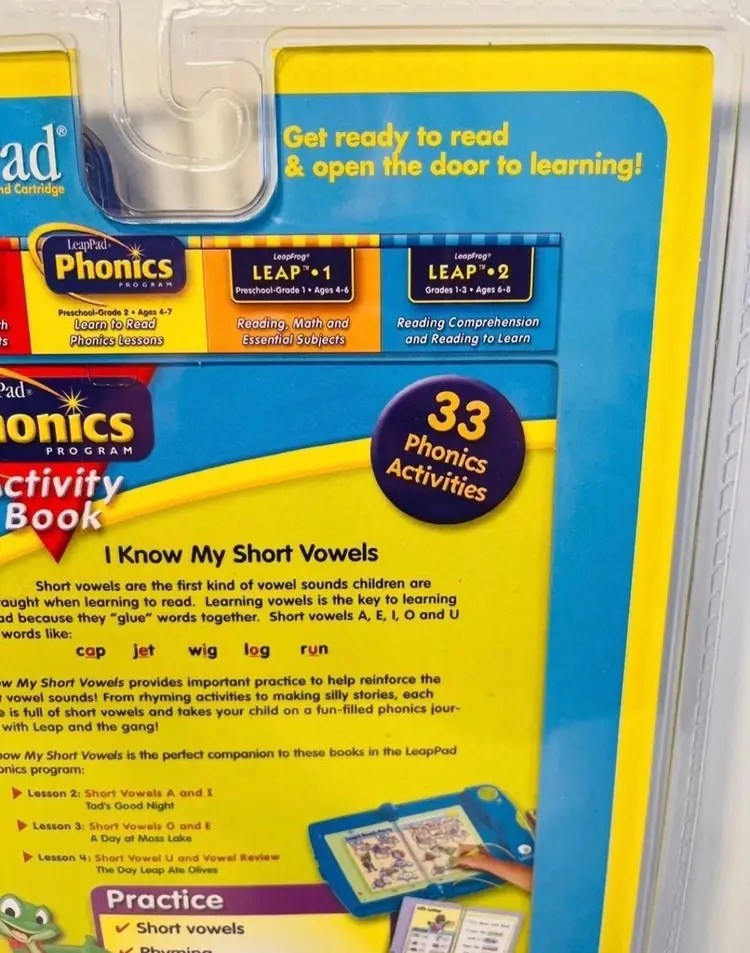 ad®
nd Cartridge
Get ready to read
& open the door to learning!
LeapPad®
Phonics
PROGRAM
Preschool-Grade 2 • Ages 4-7
Learn to Read
Phonics Lessons
LeapFrog®
LEAP™•1
Preschool-Grade 1 • Ages 4-6
Reading, Math and
Essential Subjects
LeapFrog®
LEAP™•2
Grades 1-3 • Ages 6-8
Reading Comprehension
and Reading to Learn
Pad®
onics
PROGRAM
ctivity
Book
33
Phonics
Activities
I Know My Short Vowels
Short vowels are the first kind of vowel sounds children are
aught when learning to read. Learning vowels is the key to learning
ad because they "glue" words together. Short vowels A, E, I, O and U
words like:
cap jet wig log run
w My Short Vowels provides important practice to help reinforce the
t vowel sounds! From rhyming activities to making silly stories, each
e is full of short vowels and takes your child on a fun-filled phonics jour-
with Leap and the gang!
now My Short Vowels is the perfect companion to these books in the LeapPad
onics program:
Lesson 2: Short Vowels A and I
Tad's Good Night
Lesson 3: Short Vowels O and E
A Day at Moss Lake
Lesson 4: Short Vowel U and Vowel Review
The Day Leap Ate Olives
Practice
✓ Short vowels
✓ Rhyming